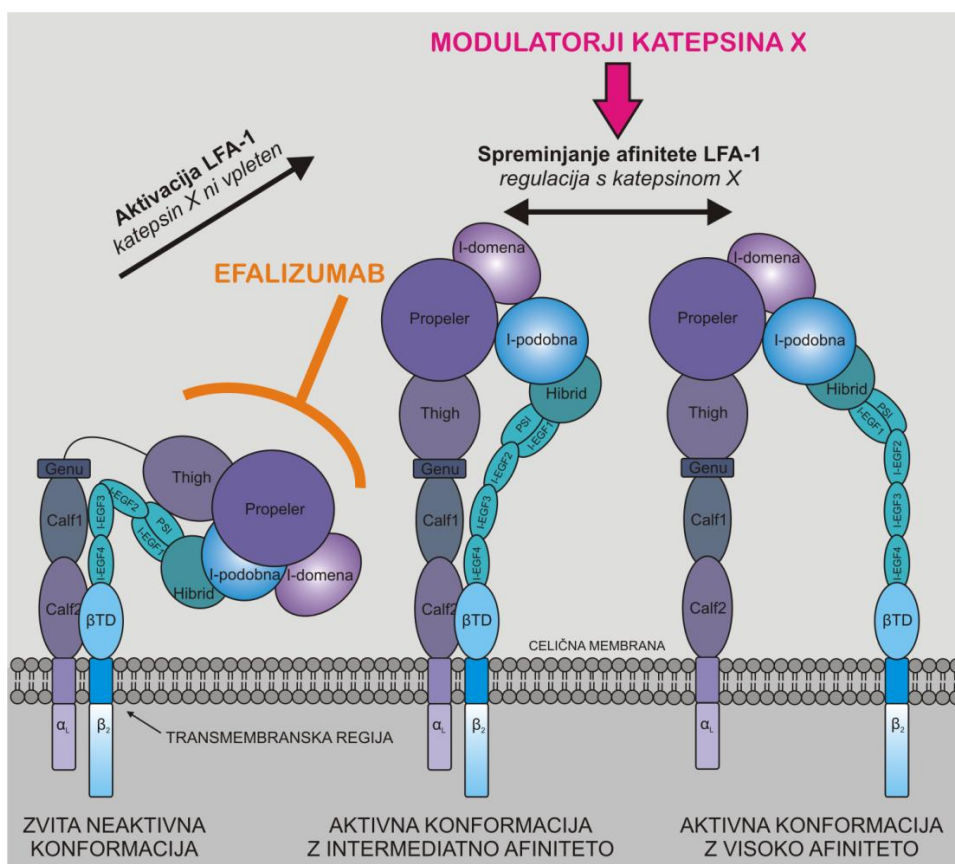 MODULATORJI KATEPSINA X
Aktivacija LFA-1
katepsin X ni vpleten
Spreminjanje afinitete LFA-1
regulacija s katepsinom X
EFALIZUMAB
Genu
Calf1
Calf2
Thigh
Propeler
I-domena
I-podobna
Hibrid
PSI
I-EGF1
I-EGF2
I-EGF3
I-EGF4
βTD
αL
β2
I-domena
Propeler
I-podobna
Hibrid
Thigh
PSI
I-EGF1
I-EGF2
Genu
I-EGF3
Calf1
I-EGF4
Calf2
βTD
αL
β2
I-domena
Propeler
I-podobna
Hibrid
Thigh
PSI
I-EGF1
I-EGF2
Genu
I-EGF3
Calf1
I-EGF4
Calf2
βTD
αL
β2
CELIČNA MEMBRANA
TRANSMEMBRANSKA REGIJA
ZVITA NEAKTIVNA
KONFORMACIJA
AKTIVNA KONFORMACIJA
Z INTERMEDIATNO AFINITETO
AKTIVNA KONFORMACIJA
Z VISOKO AFINITETO